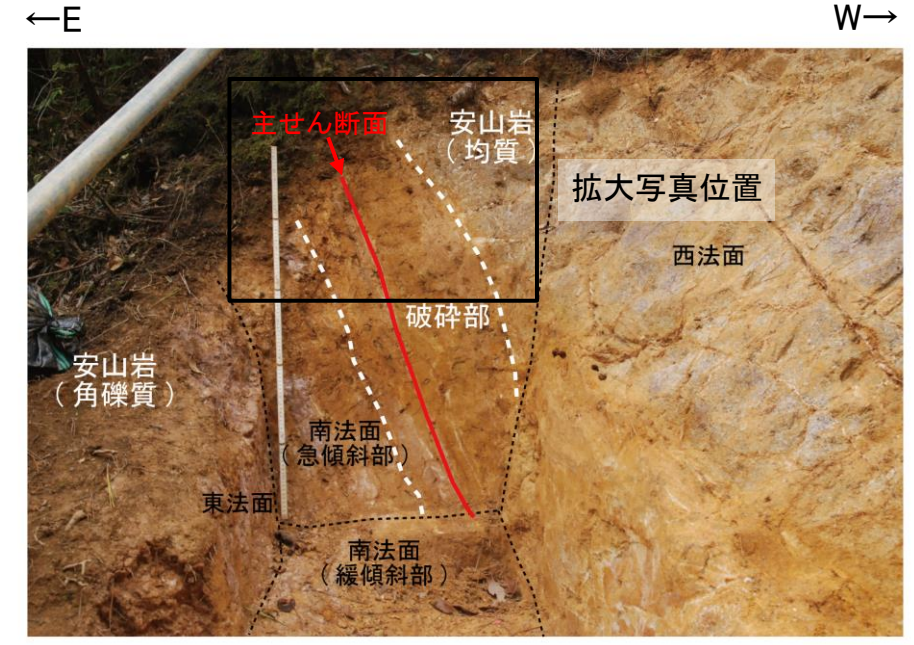 ←E
W→
主せん断面
安山岩
（均質）
拡大写真位置
西法面
破砕部
安山岩
（角礫質）
南法面
（急傾斜部）
東法面
南法面
（緩傾斜部）